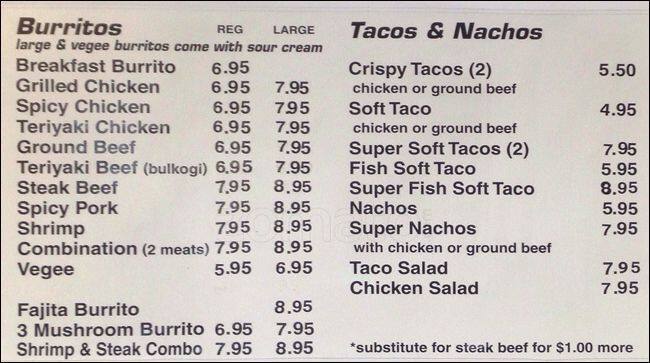 Burritos REG LARGE
large & vegee burritos come with sour cream
Breakfast Burrito 6.95
Grilled Chicken 6.95 7.95
Spicy Chicken 6.95 7.95
Teriyaki Chicken 6.95 7.95
Ground Beef 6.95 7.95
Teriyaki Beef (bulkogi) 6.95 7.95
Steak Beef 7.95 8.95
Spicy Pork 7.95 8.95
Shrimp 7.95 8.95
Combination (2 meats) 7.95 8.95
Vegee 5.95 6.95
Fajita Burrito 8.95
3 Mushroom Burrito 6.95 7.95
Shrimp & Steak Combo 7.95 8.95
Tacos & Nachos
Crispy Tacos (2) 5.50
chicken or ground beef
Soft Taco 4.95
chicken or ground beef
Super Soft Tacos (2) 7.95
Fish Soft Taco 5.95
Super Fish Soft Taco 8.95
Nachos 5.95
Super Nachos 7.95
with chicken or ground beef
Taco Salad 7.95
Chicken Salad 7.95
*substitute for steak beef for $1.00 more